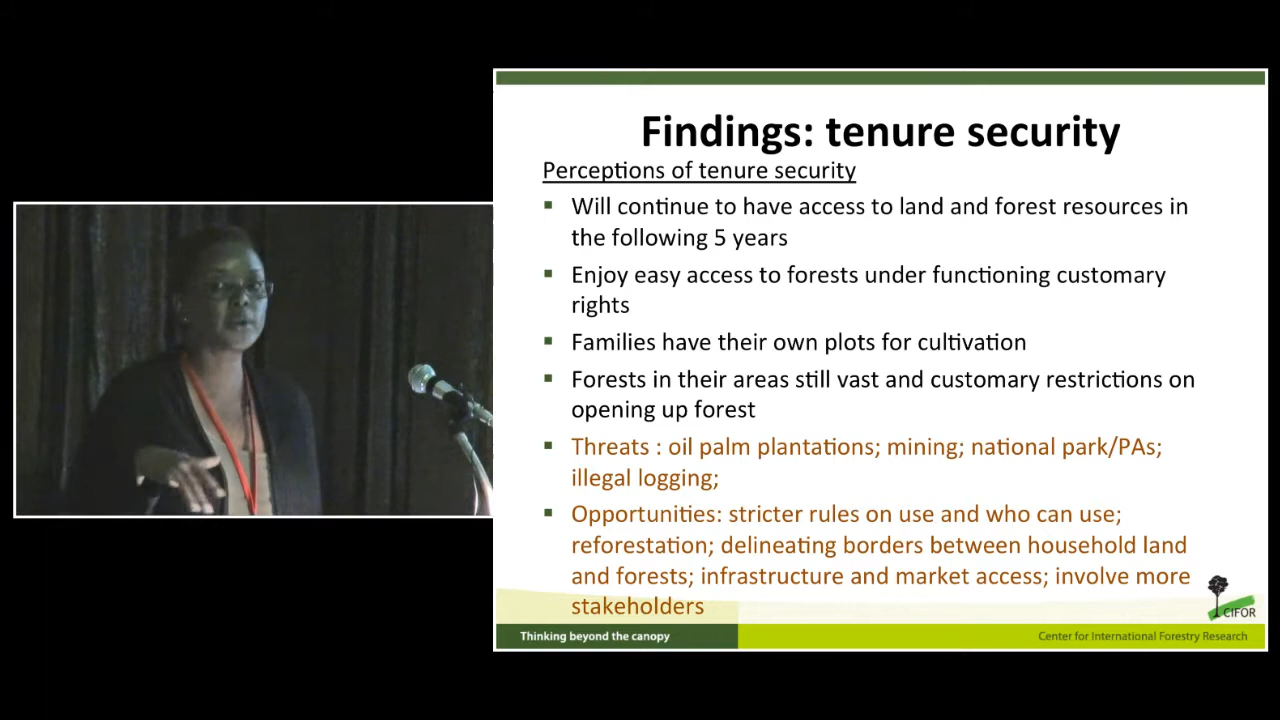 Findings: tenure security
Perceptions of tenure security
▪ Will continue to have access to land and forest resources in
the following 5 years
▪ Enjoy easy access to forests under functioning customary
rights
▪ Families have their own plots for cultivation
▪ Forests in their areas still vast and customary restrictions on
opening up forest
▪ Threats : oil palm plantations; mining; national park/PAs;
illegal logging;
▪ Opportunities: stricter rules on use and who can use;
reforestation; delineating borders between household land
and forests; infrastructure and market access; involve more
stakeholders
CIFOR
Thinking beyond the canopy
Center for International Forestry Research